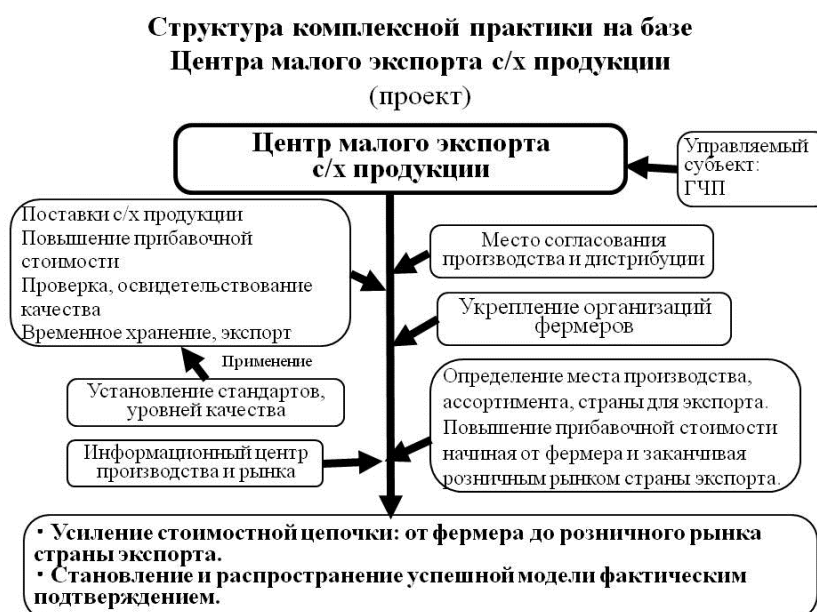 Структура комплексной практики на базе
Центра малого экспорта с/х продукции
(проект)
Центр малого экспорта
с/х продукции
Управляемый
субъект:
ГЧП
Поставки с/х продукции
Повышение прибавочной
стоимости
Проверка, освидетельствование
качества
Временное хранение, экспорт
Место согласования
производства и дистрибуции
Укрепление организаций
фермеров
Применение
Установление стандартов,
уровней качества
Определение места производства,
ассортимента, страны для экспорта.
Повышение прибавочной стоимости
начиная от фермера и заканчивая
розничным рынком страны экспорта.
Информационный центр
производства и рынка
・Усиление стоимостной цепочки: от фермера до розничного рынка
страны экспорта.
・Становление и распространение успешной модели фактическим
подтверждением.